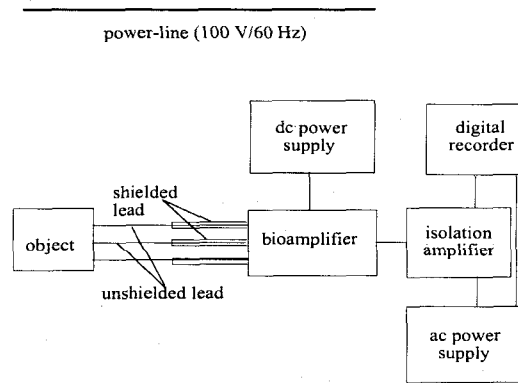 power-line (100 V/60 Hz)
dc power
supply
digital
recorder
shielded
lead
object
bioamplifier
isolation
amplifier
unshielded lead
ac power
supply